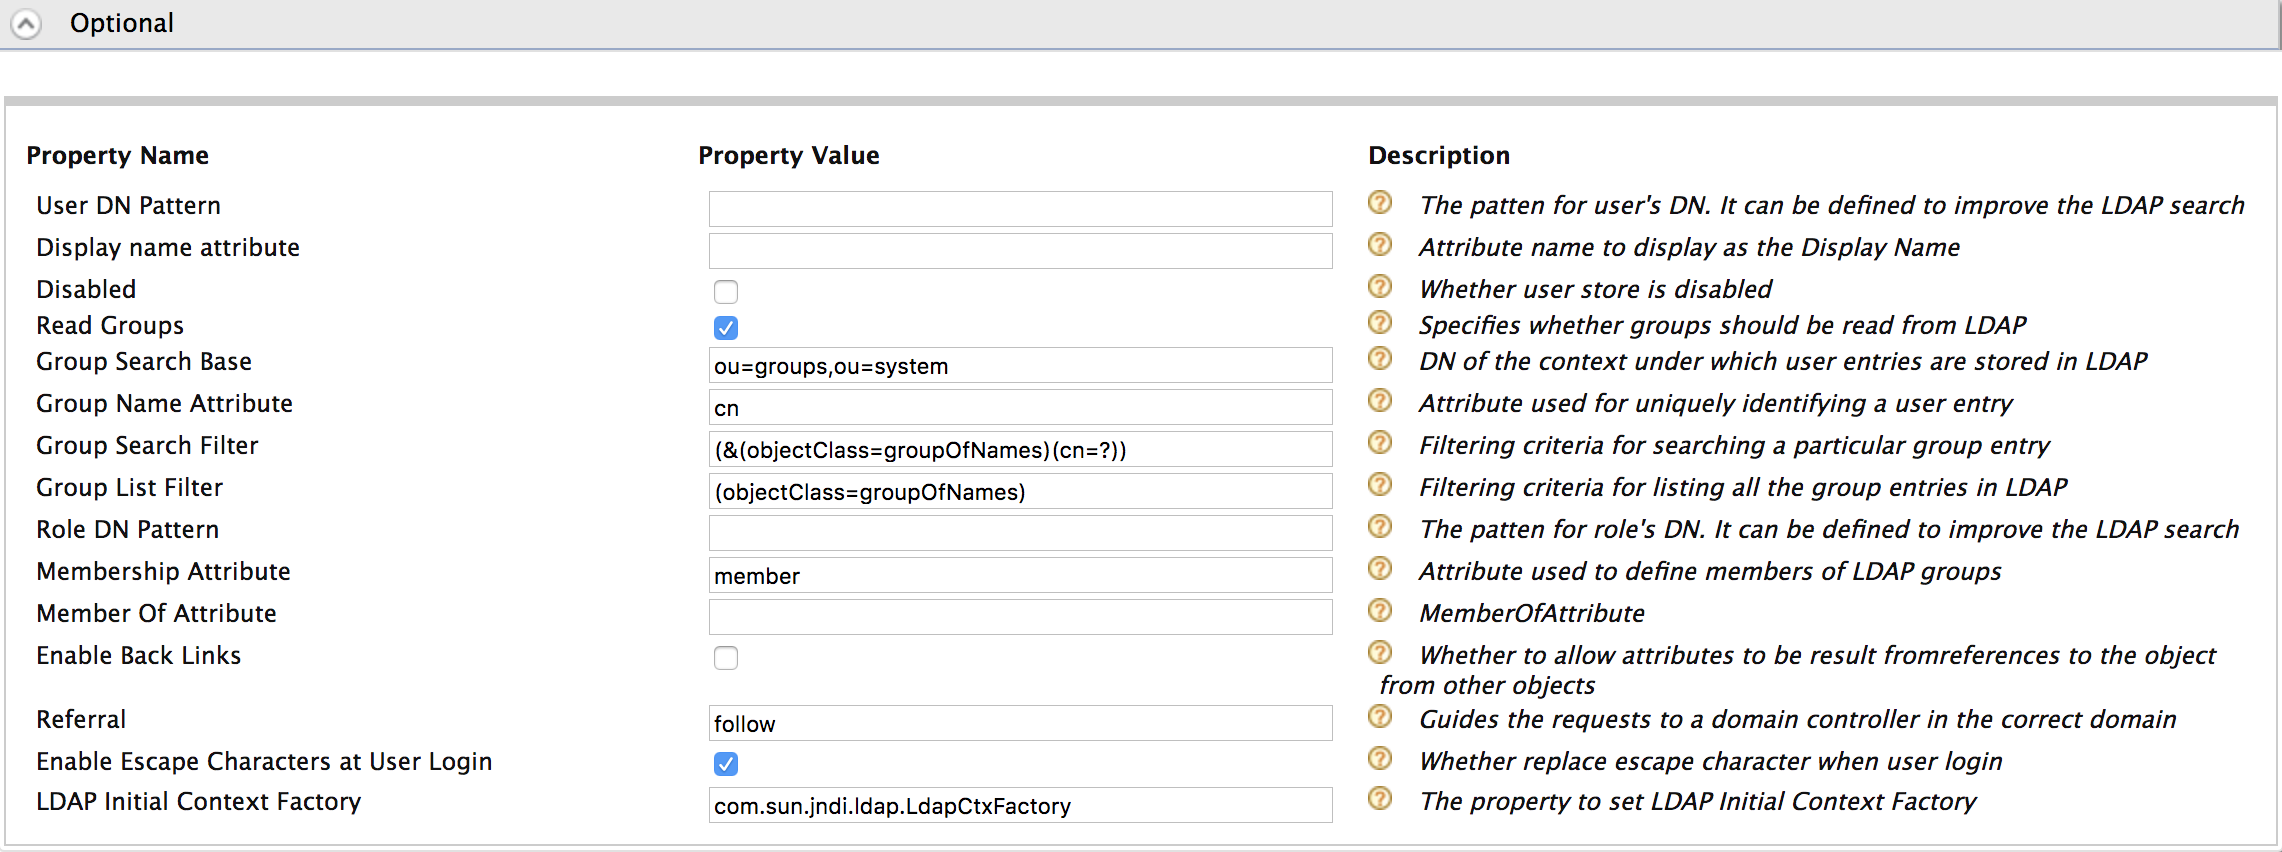 Optional
Property Name Property Value Description
User DN Pattern The patten for user's DN. It can be defined to improve the LDAP search
Display name attribute Attribute name to display as the Display Name
Disabled Whether user store is disabled
Read Groups Specifies whether groups should be read from LDAP
Group Search Base ou=groups,ou=system DN of the context under which user entries are stored in LDAP
Group Name Attribute cn Attribute used for uniquely identifying a user entry
Group Search Filter (&(objectClass=groupOfNames)(cn=?)) Filtering criteria for searching a particular group entry
Group List Filter (objectClass=groupOfNames) Filtering criteria for listing all the group entries in LDAP
Role DN Pattern The patten for role's DN. It can be defined to improve the LDAP search
Membership Attribute member Attribute used to define members of LDAP groups
Member Of Attribute MemberOfAttribute
Enable Back Links Whether to allow attributes to be result fromreferences to the object
from other objects
Referral follow Guides the requests to a domain controller in the correct domain
Enable Escape Characters at User Login Whether replace escape character when user login
LDAP Initial Context Factory com.sun.jndi.ldap.LdapCtxFactory The property to set LDAP Initial Context Factory